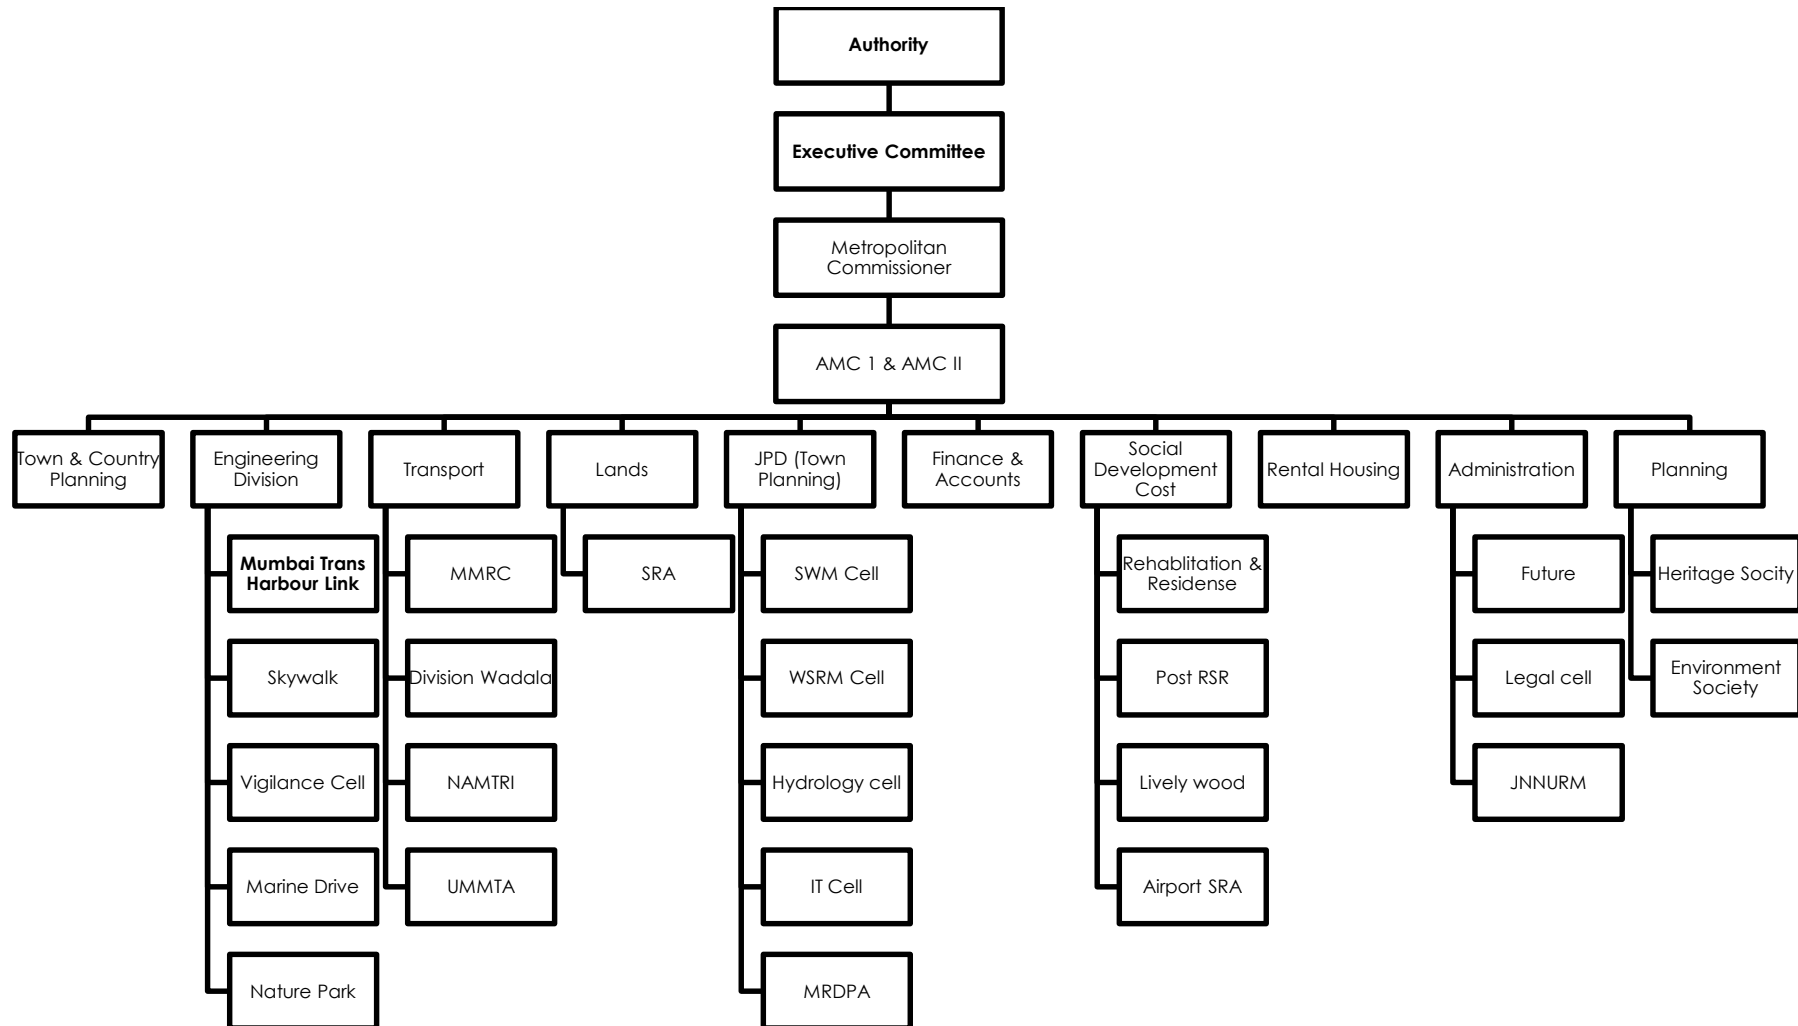 Authority
Executive Committee
Metropolitan
Commissioner
AMC 1 & AMC II
Town & Country
Planning
Engineering
Division
Transport
Lands
JPD (Town
Planning)
Finance &
Accounts
Social
Development
Cost
Rental Housing
Administration
Planning
Mumbai Trans
Harbour Link
Skywalk
Vigilance Cell
Marine Drive
Nature Park
MMRC
Division Wadala
NAMTRI
UMMTA
SRA
SWM Cell
WSRM Cell
Hydrology cell
IT Cell
MRDPA
Rehablitation &
Residense
Post RSR
Lively wood
Airport SRA
Future
Legal cell
JNNURM
Heritage Socity
Environment
Society